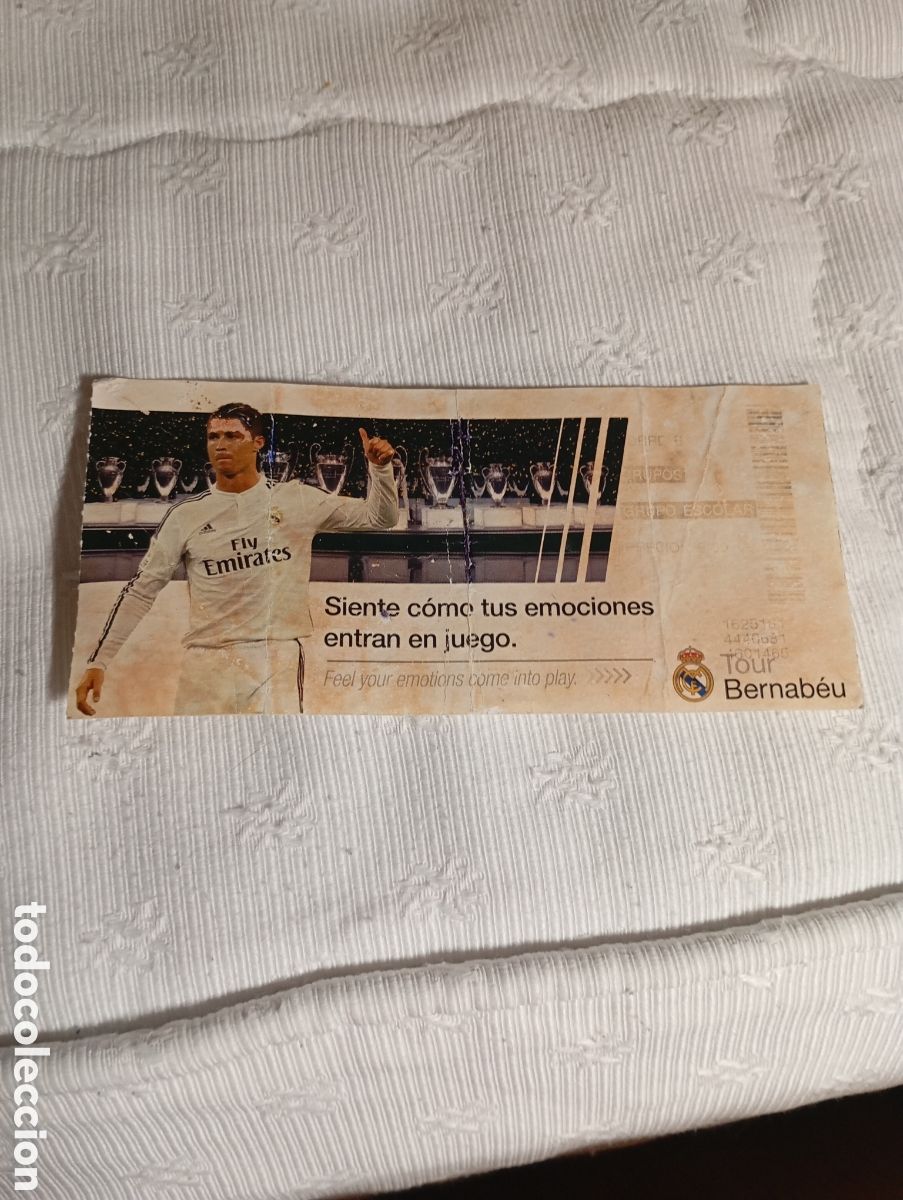 Fly
Emirates
Siente cómo tus emociones
entran en juego.
Feel your emotions come into play. >>>>>
GRUPOS
GRUPO ESCOLAR
Tour
Bernabéu
todocoleccion